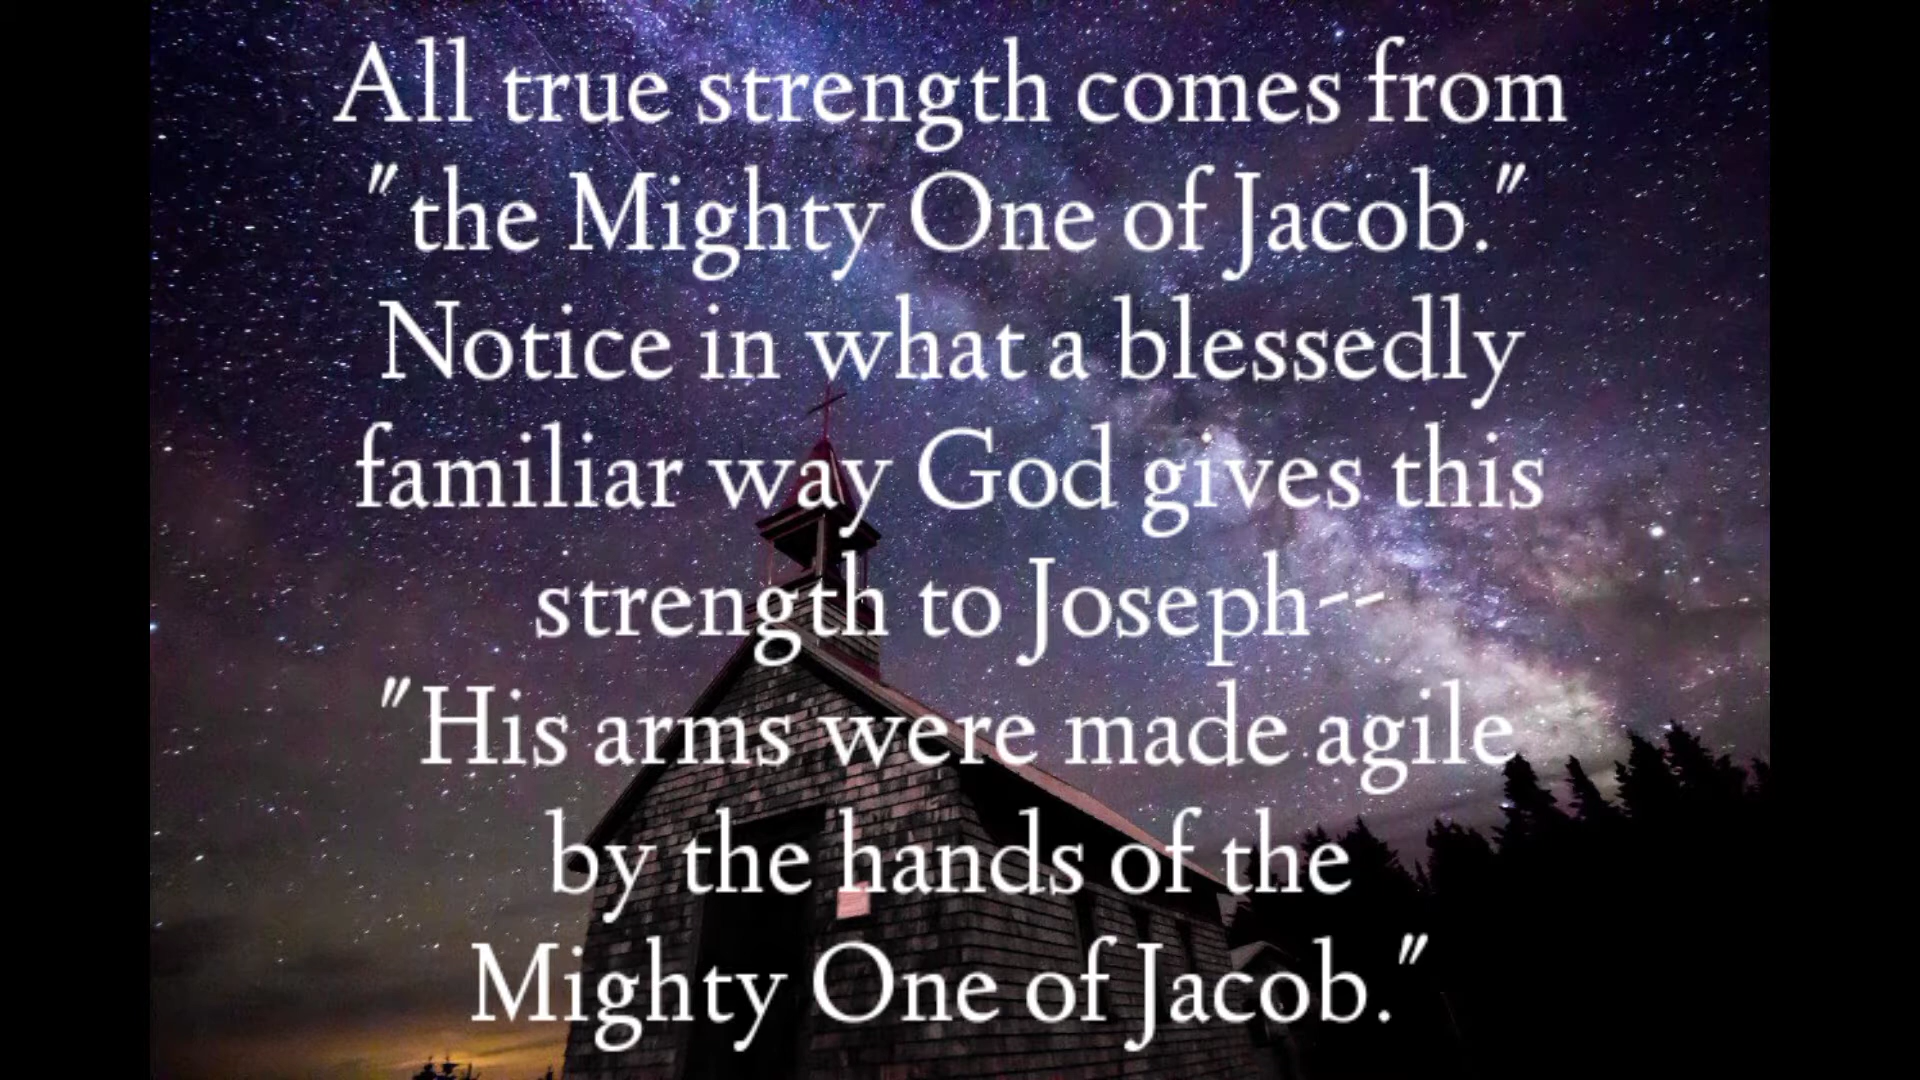 All true strength comes from
"the Mighty One of Jacob."
Notice in what a blessedly
familiar way God gives this
strength to Joseph--
"His arms were made agile
by the hands of the
Mighty One of Jacob."